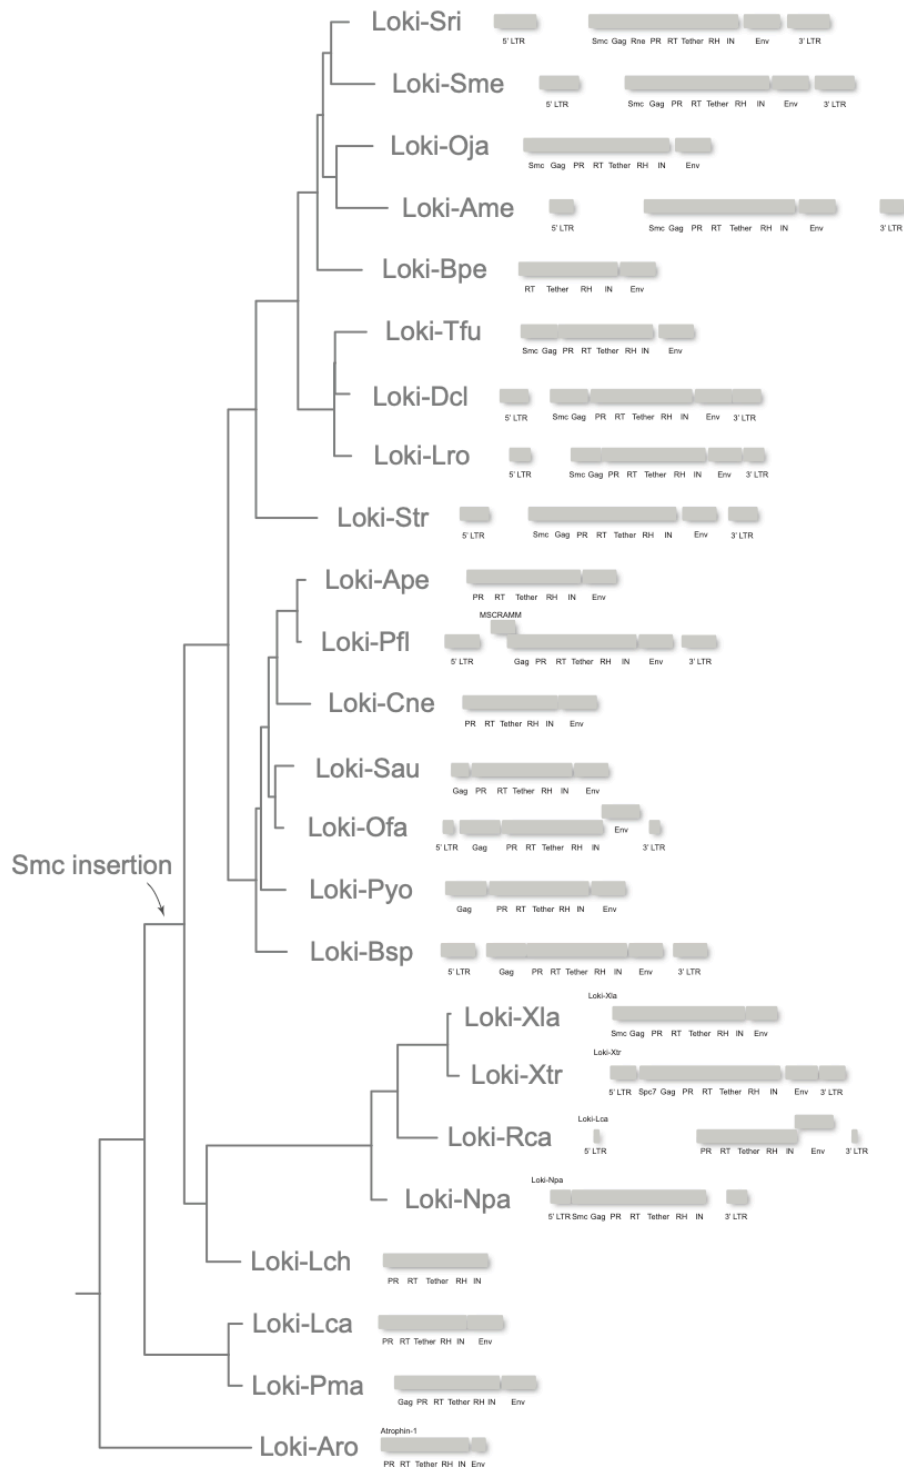 Loki-Sri
5' LTR Smc Gag Rne PR RT Tether RH IN Env 3' LTR
Loki-Sme
5' LTR Smc Gag PR RT Tether RH IN Env 3' LTR
Loki-Oja
Smc Gag PR RT Tether RH IN Env
Loki-Ame
5' LTR Smc Gag PR RT Tether RH IN Env 3' LTR
Loki-Bpe
RT Tether RH IN Env
Loki-Tfu
Smc Gag PR RT Tether RH IN Env
Loki-Dcl
5' LTR Smc Gag PR RT Tether RH IN Env 3' LTR
Loki-Lro
5' LTR Smc Gag PR RT Tether RH IN Env 3' LTR
Loki-Str
5' LTR Smc Gag PR RT Tether RH IN Env 3' LTR
Loki-Ape
PR RT Tether RH IN Env
MSCRAMM
Loki-Pfl
5' LTR Gag PR RT Tether RH IN Env 3' LTR
Loki-Cne
PR RT Tether RH IN Env
Loki-Sau
Gag PR RT Tether RH IN Env
Loki-Ofa
Env
5' LTR Gag PR RT Tether RH IN 3' LTR
Smc insertion
Loki-Pyo
Gag PR RT Tether RH IN Env
Loki-Bsp
5' LTR Gag PR RT Tether RH IN Env 3' LTR
Loki-Xla
Loki-Xla
Smc Gag PR RT Tether RH IN Env
Loki-Xtr
Loki-Xtr
5' LTR Spc7 Gag PR RT Tether RH IN Env 3' LTR
Loki-Lca
Loki-Rca
5' LTR PR RT Tether RH IN Env 3' LTR
Loki-Npa
Loki-Npa
5' LTR Smc Gag PR RT Tether RH IN 3' LTR
Loki-Lch
PR RT Tether RH IN
Loki-Lca
PR RT Tether RH IN Env
Loki-Pma
Gag PR RT Tether RH IN Env
Atrophin-1
Loki-Aro
PR RT Tether RH IN Env